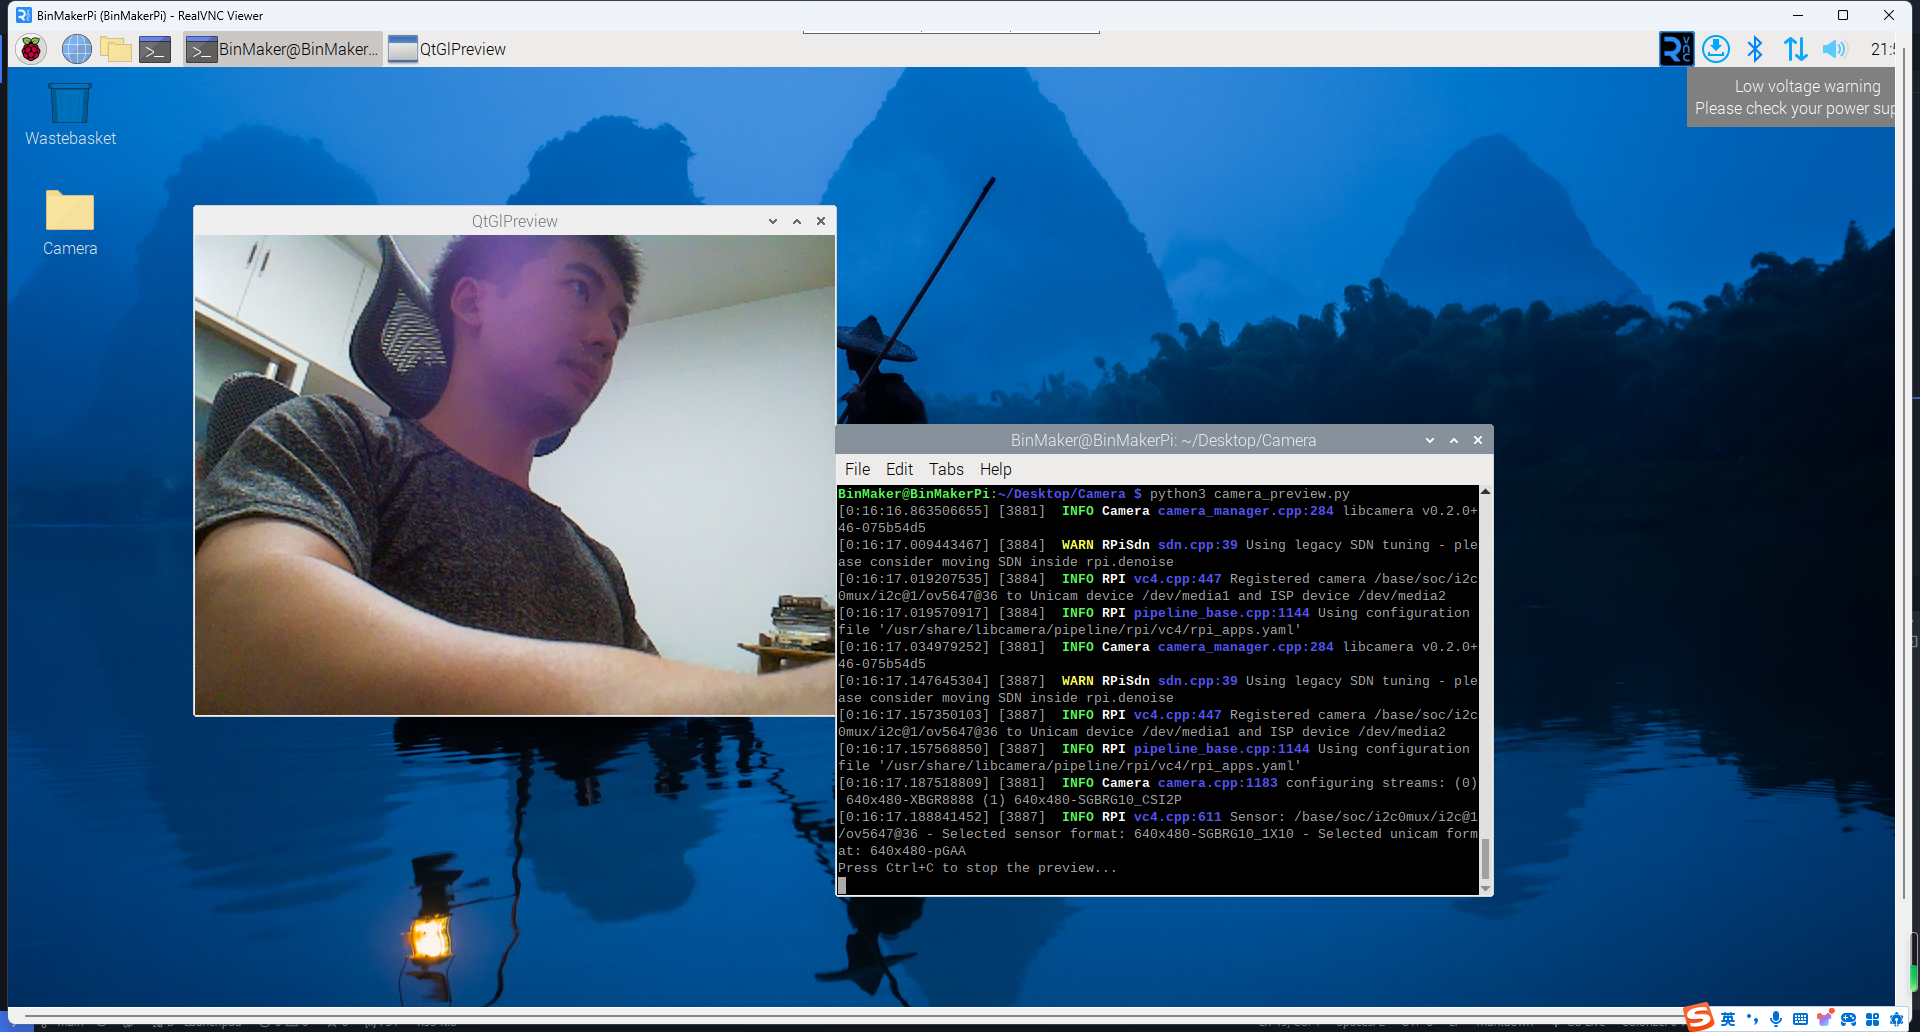 BinMakerPi (BinMakerPi) - RealVNC Viewer
BinMaker@BinMaker...
QtGlPreview
21:5
Low voltage warning
Please check your power sup
Wastebasket
Camera
QtGlPreview
BinMaker@BinMakerPi: ~/Desktop/Camera
File Edit Tabs Help
BinMaker@BinMakerPi:~/Desktop/Camera $ python3 camera_preview.py
[0:16:16.863506655] [3881]  INFO Camera camera_manager.cpp:284 libcamera v0.2.0+
46-075b54d5
[0:16:17.009443467] [3884]  WARN RPiSdn sdn.cpp:39 Using legacy SDN tuning - ple
ase consider moving SDN inside rpi.denoise
[0:16:17.019207535] [3884]  INFO RPI vc4.cpp:447 Registered camera /base/soc/i2c
0mux/i2c@1/ov5647@36 to Unicam device /dev/media1 and ISP device /dev/media2
[0:16:17.019570917] [3884]  INFO RPI pipeline_base.cpp:1144 Using configuration
file '/usr/share/libcamera/pipeline/rpi/vc4/rpi_apps.yaml'
[0:16:17.034979252] [3881]  INFO Camera camera_manager.cpp:284 libcamera v0.2.0+
46-075b54d5
[0:16:17.147645304] [3887]  WARN RPiSdn sdn.cpp:39 Using legacy SDN tuning - ple
ase consider moving SDN inside rpi.denoise
[0:16:17.157350103] [3887]  INFO RPI vc4.cpp:447 Registered camera /base/soc/i2c
0mux/i2c@1/ov5647@36 to Unicam device /dev/media1 and ISP device /dev/media2
[0:16:17.157568850] [3887]  INFO RPI pipeline_base.cpp:1144 Using configuration
file '/usr/share/libcamera/pipeline/rpi/vc4/rpi_apps.yaml'
[0:16:17.187518809] [3881]  INFO Camera camera.cpp:1183 configuring streams: (0)
 640x480-XBGR8888 (1) 640x480-SGBRG10_CSI2P
[0:16:17.188841452] [3887]  INFO RPI vc4.cpp:611 Sensor: /base/soc/i2c0mux/i2c@1
/ov5647@36 - Selected sensor format: 640x480-SGBRG10_1X10 - Selected unicam form
at: 640x480-pGAA
Press Ctrl+C to stop the preview...
英